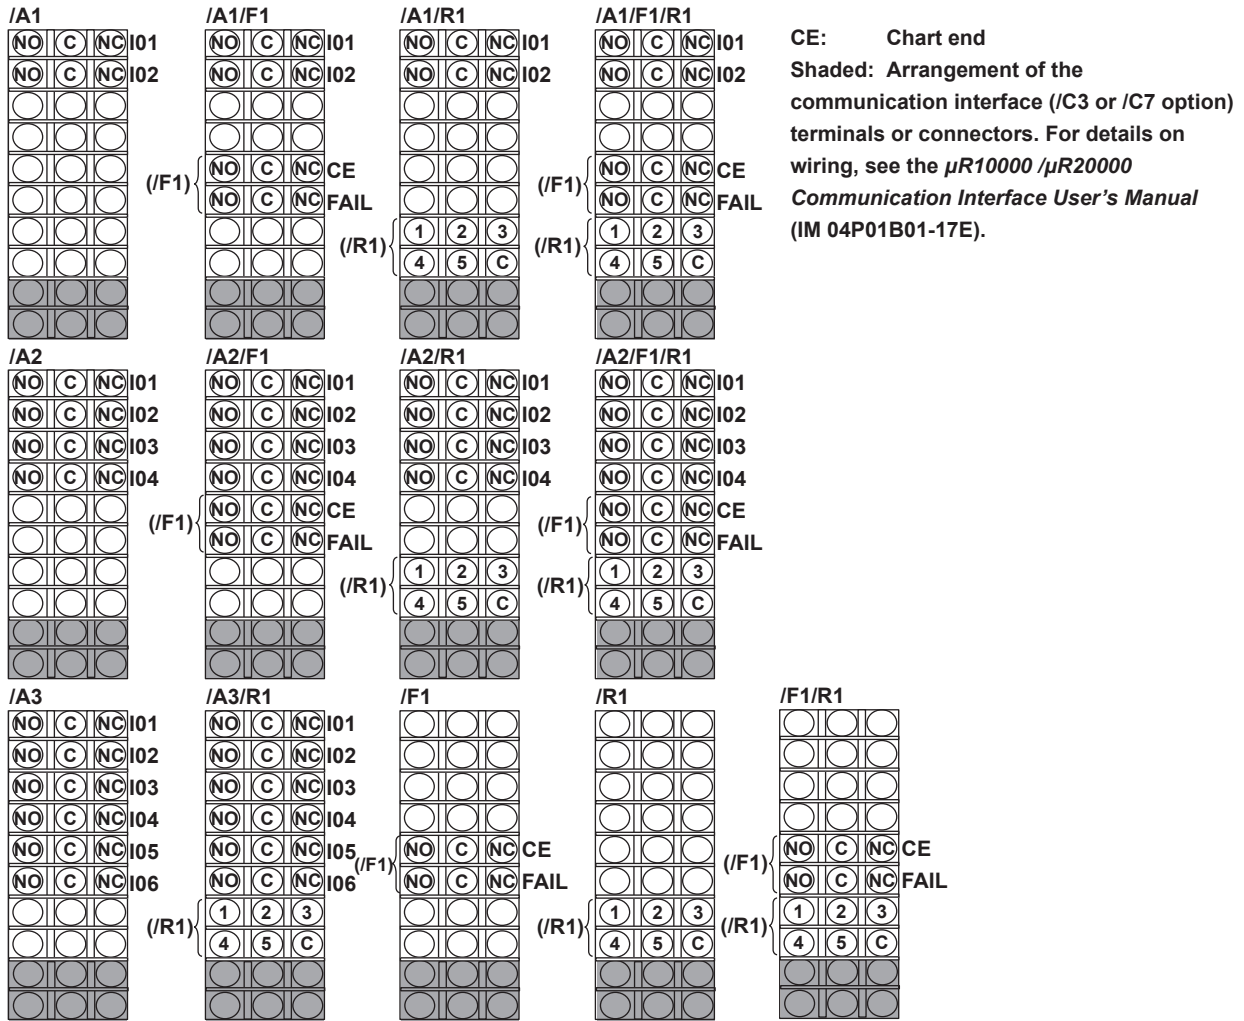 /A1 /A1/F1 /A1/R1 /A1/F1/R1
NO C NC I01 NO C NC I01 NO C NC I01 NO C NC I01
NO C NC I02 NO C NC I02 NO C NC I02 NO C NC I02
(/F1) NO C NC CE (/F1) NO C NC CE
NO C NC FAIL NO C NC FAIL
(/R1) 1 2 3 (/R1) 1 2 3
4 5 C 4 5 C
CE: Chart end
Shaded: Arrangement of the
communication interface (/C3 or /C7 option)
terminals or connectors. For details on
wiring, see the µR10000 /µR20000
Communication Interface User's Manual
(IM 04P01B01-17E).
/A2 /A2/F1 /A2/R1 /A2/F1/R1
NO C NC I01 NO C NC I01 NO C NC I01 NO C NC I01
NO C NC I02 NO C NC I02 NO C NC I02 NO C NC I02
NO C NC I03 NO C NC I03 NO C NC I03 NO C NC I03
NO C NC I04 NO C NC I04 NO C NC I04 NO C NC I04
(/F1) NO C NC CE (/F1) NO C NC CE
NO C NC FAIL NO C NC FAIL
(/R1) 1 2 3 (/R1) 1 2 3
4 5 C 4 5 C
/A3 /A3/R1 /F1 /R1 /F1/R1
NO C NC I01 NO C NC I01
NO C NC I02 NO C NC I02
NO C NC I03 NO C NC I03
NO C NC I04 NO C NC I04
NO C NC I05 NO C NC I05 (/F1) NO C NC CE (/F1) NO C NC CE
NO C NC I06 NO C NC I06 NO C NC FAIL NO C NC FAIL
(/R1) 1 2 3 (/R1) 1 2 3 (/R1) 1 2 3
4 5 C 4 5 C 4 5 C